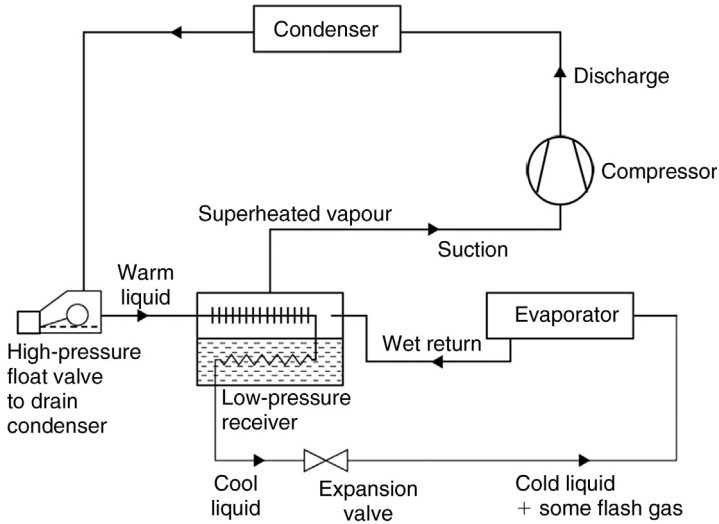 Condenser
Discharge
Compressor
Superheated vapour
Suction
Warm
liquid
Evaporator
Wet return
High-pressure
float valve
to drain
condenser
Low-pressure
receiver
Cool
liquid
Expansion
valve
Cold liquid
+ some flash gas